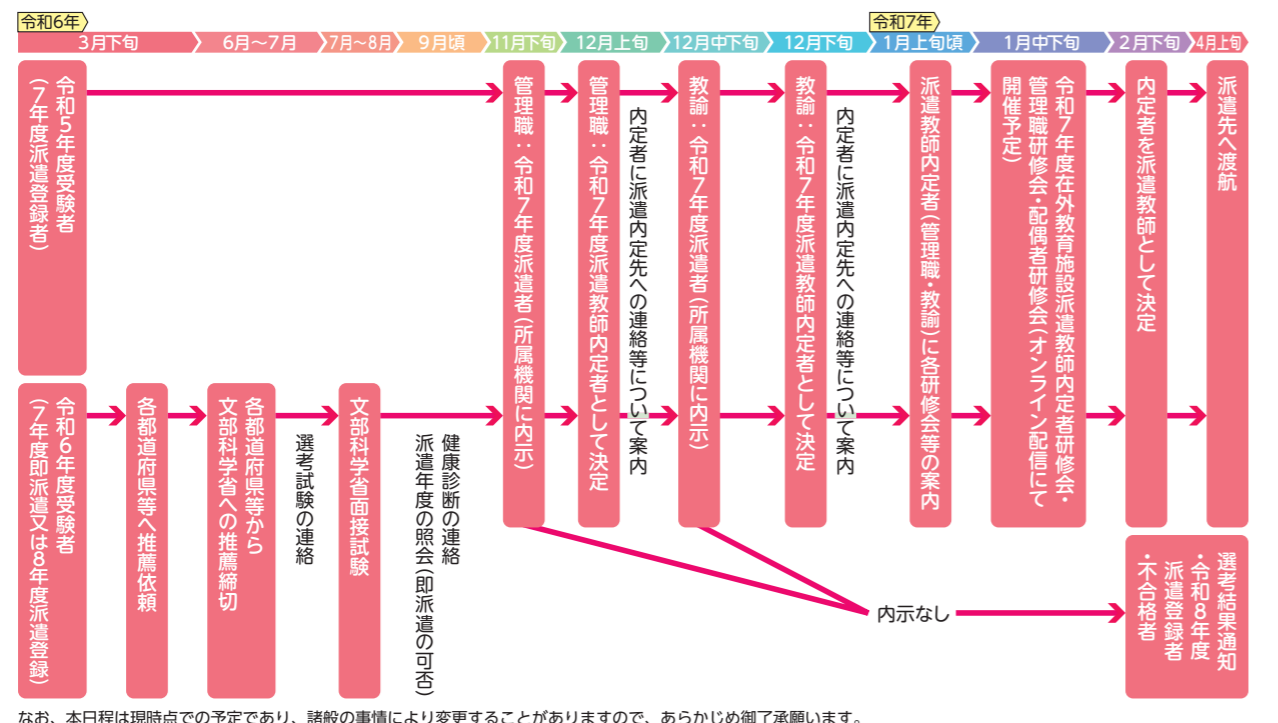 令和6年
令和7年
3月下旬
6月～7月
7月～8月
9月頃
11月下旬
12月上旬
12月中下旬
12月下旬
1月上旬頃
1月中下旬
2月下旬
4月上旬
令和5年度受験者
（7年度派遣登録者）
管理職：令和7年度派遣者（所属機関に内示）
管理職：令和7年度派遣教師内定者として決定
内定者に派遣内定先への連絡等について案内
教諭：令和7年度派遣者（所属機関に内示）
教諭：令和7年度派遣教師内定者として決定
内定者に派遣内定先への連絡等について案内
派遣教師内定者（管理職・教諭）に各研修会等の案内
令和7年度在外教育施設派遣教師内定者研修会・
管理職研修会・配偶者研修会（オンライン配信にて
開催予定）
内定者を派遣教師として決定
派遣先へ渡航
令和6年度受験者
（7年度即派遣又は8年度派遣登録）
各都道府県等へ推薦依頼
各都道府県等から
文部科学省への推薦締切
選考試験の連絡
文部科学省面接試験
健康診断の連絡
派遣年度の照会（即派遣の可否）
内示なし
選考結果通知
・令和8年度
派遣登録者
・不合格者
なお、本日程は現時点での予定であり、諸般の事情により変更することがありますので、あらかじめ御了承願います。